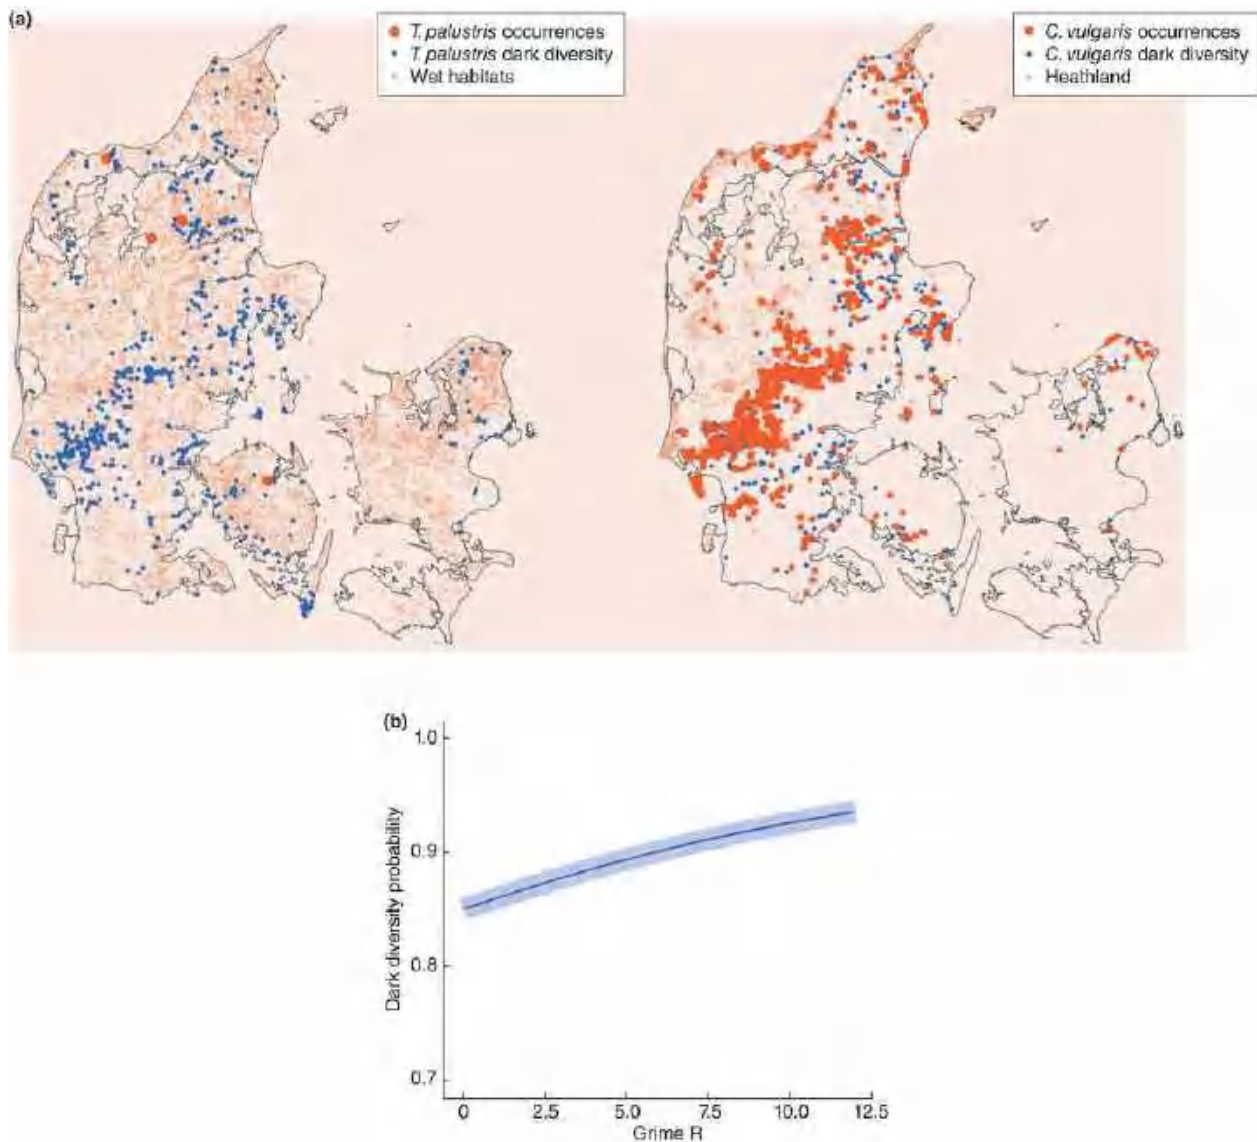 (a)
T. palustris occurrences
T. palustris dark diversity
Wet habitats
C. vulgaris occurrences
C. vulgaris dark diversity
Heathland
(b)
1.0
0.9
0.8
0.7
Dark diversity probability
0 2.5 5.0 7.5 10.0 12.5
Grime R